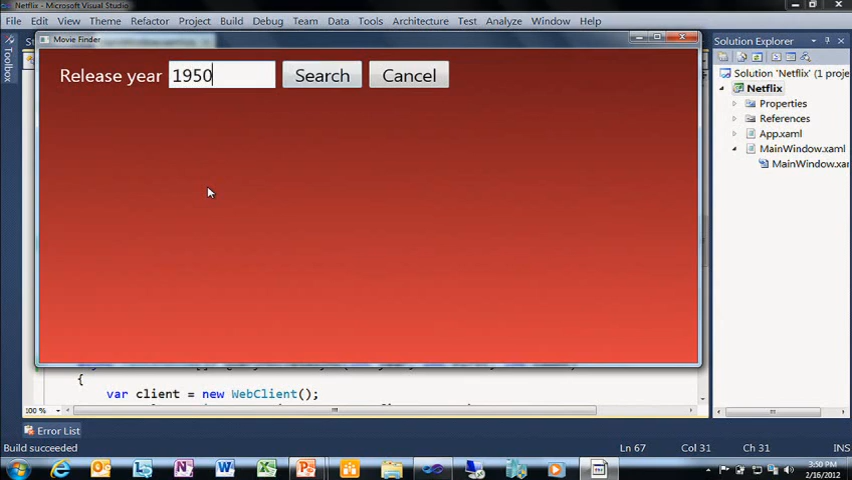 Netflix - Microsoft Visual Studio
File Edit View Theme Refactor Project Build Debug Team Data Tools Architecture Test Analyze Window Help
Movie Finder
Solution Explorer
Toolbox
Release year 1950 Search Cancel
Solution 'Netflix' (1 proje
Netflix
Properties
References
App.xaml
MainWindow.xaml
MainWindow.xar
{
var client = new WebClient();
100 %
Error List
Build succeeded Ln 67 Col 31 Ch 31 INS
3:50 PM
2/16/2012